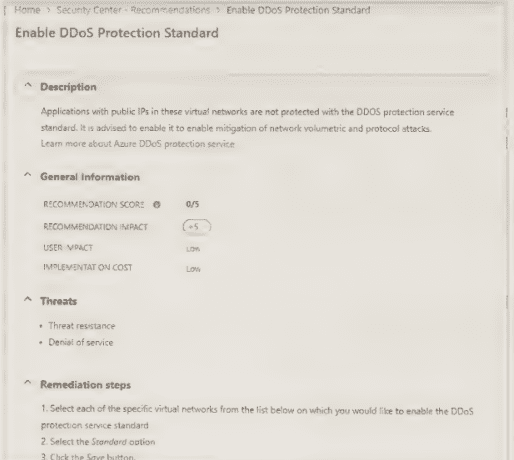 Home > Security Center - Recommendations > Enable DDoS Protection Standard
Enable DDoS Protection Standard
Description
Applications with public IPs in these virtual networks are not protected with the DDOS protection service
standard. It is advised to enable it to enable mitigation of network volumetric and protocol attacks.
Learn more about Azure DDoS protection service
General Information
RECOMMENDATION SCORE 0/5
RECOMMENDATION IMPACT +5
USER IMPACT Low
IMPLEMENTATION COST Low
Threats
• Threat resistance
• Denial of service
Remediation steps
1. Select each of the specific virtual networks from the list below on which you would like to enable the DDoS
protection service standard
2. Select the Standard option
3. Click the Save button.